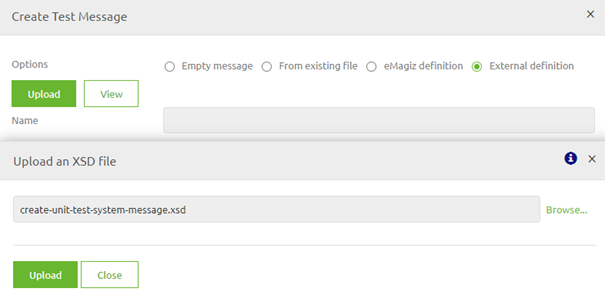 Create Test Message
×
Options
Empty message
From existing file
eMagiz definition
External definition
Upload
View
Name
Upload an XSD file
i
×
create-unit-test-system-message.xsd
Browse...
Upload
Close